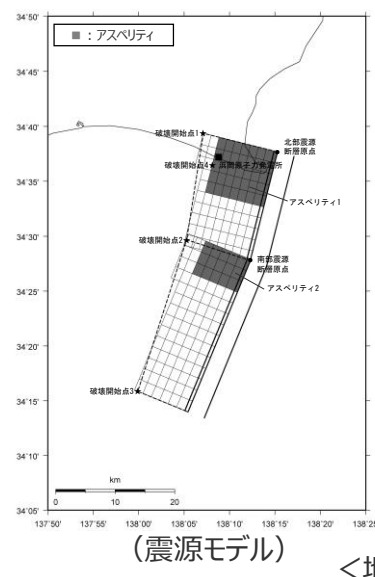 34°50'
■ : アスペリティ
34°45'
34°40'
破壊開始点1★
北部震源
断層原点
破壊開始点4★ 浜岡原子力発電所
34°35'
アスペリティ1
34°30'
破壊開始点2
南部震源
断層原点
34°25'
アスペリティ2
34°20'
破壊開始点3★
34°15'
34°10'
km
0 10 20
34°05'
137°50' 137°55' 138°00' 138°05' 138°10' 138°15' 138°20' 138°25'
(震源モデル)
<地